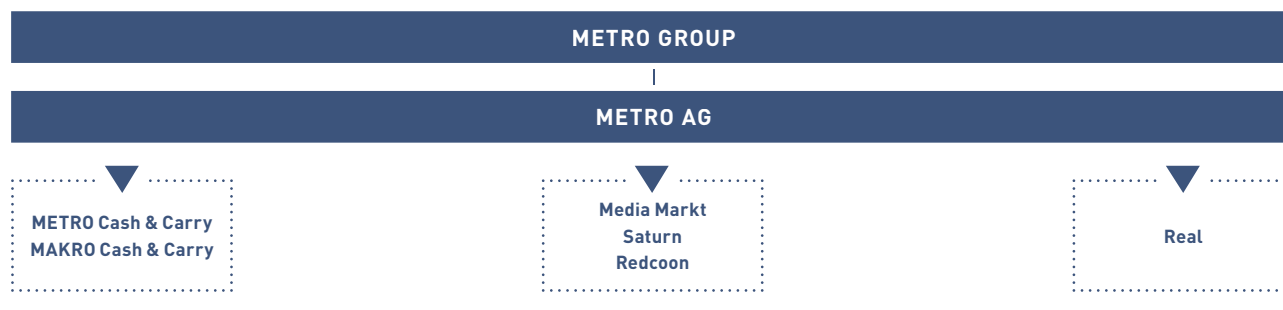 METRO GROUP
METRO AG
METRO Cash & Carry
MAKRO Cash & Carry
Media Markt
Saturn
Redcoon
Real